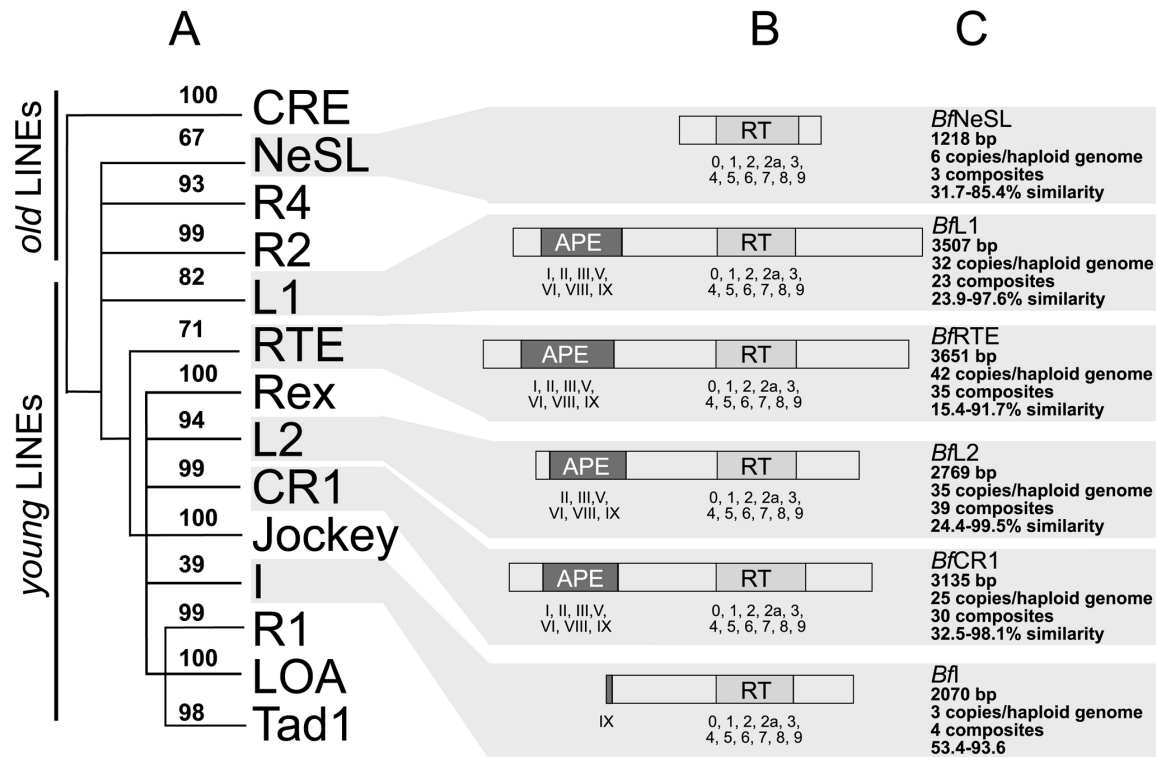 A
B
C
old LINEs
young LINEs
100
CRE
67
NeSL
93
R4
99
R2
82
L1
71
RTE
100
Rex
94
L2
99
CR1
100
Jockey
39
I
99
R1
100
LOA
98
Tad1
RT
0, 1, 2, 2a, 3,
4, 5, 6, 7, 8, 9
BfNeSL
1218 bp
6 copies/haploid genome
3 composites
31.7-85.4% similarity
APE
RT
I, II, III,V,
VI, VIII, IX
0, 1, 2, 2a, 3,
4, 5, 6, 7, 8, 9
BfL1
3507 bp
32 copies/haploid genome
23 composites
23.9-97.6% similarity
APE
RT
I, II, III,V,
VI, VIII, IX
0, 1, 2, 2a, 3,
4, 5, 6, 7, 8, 9
BfRTE
3651 bp
42 copies/haploid genome
35 composites
15.4-91.7% similarity
APE
RT
II, III,V,
VI, VIII, IX
0, 1, 2, 2a, 3,
4, 5, 6, 7, 8, 9
BfL2
2769 bp
35 copies/haploid genome
39 composites
24.4-99.5% similarity
APE
RT
I, II, III,V,
VI, VIII, IX
0, 1, 2, 2a, 3,
4, 5, 6, 7, 8, 9
BfCR1
3135 bp
25 copies/haploid genome
30 composites
32.5-98.1% similarity
RT
IX
0, 1, 2, 2a, 3,
4, 5, 6, 7, 8, 9
BfI
2070 bp
3 copies/haploid genome
4 composites
53.4-93.6